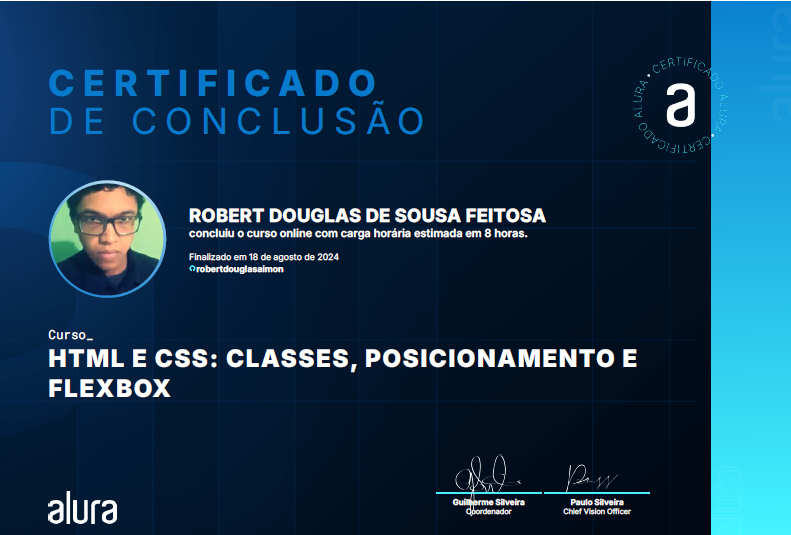 CERTIFICADO
DE CONCLUSÃO
CERTIFICADO ALURA • CERTIFICADO ALURA •
a
alura
ROBERT DOUGLAS DE SOUSA FEITOSA
concluiu o curso online com carga horária estimada em 8 horas.
Finalizado em 18 de agosto de 2024
robertdouglasaimon
Curso_
HTML E CSS: CLASSES, POSICIONAMENTO E
FLEXBOX
Guilherme Silveira
Coordenador
Paulo Silveira
Chief Vision Officer
alura
alura